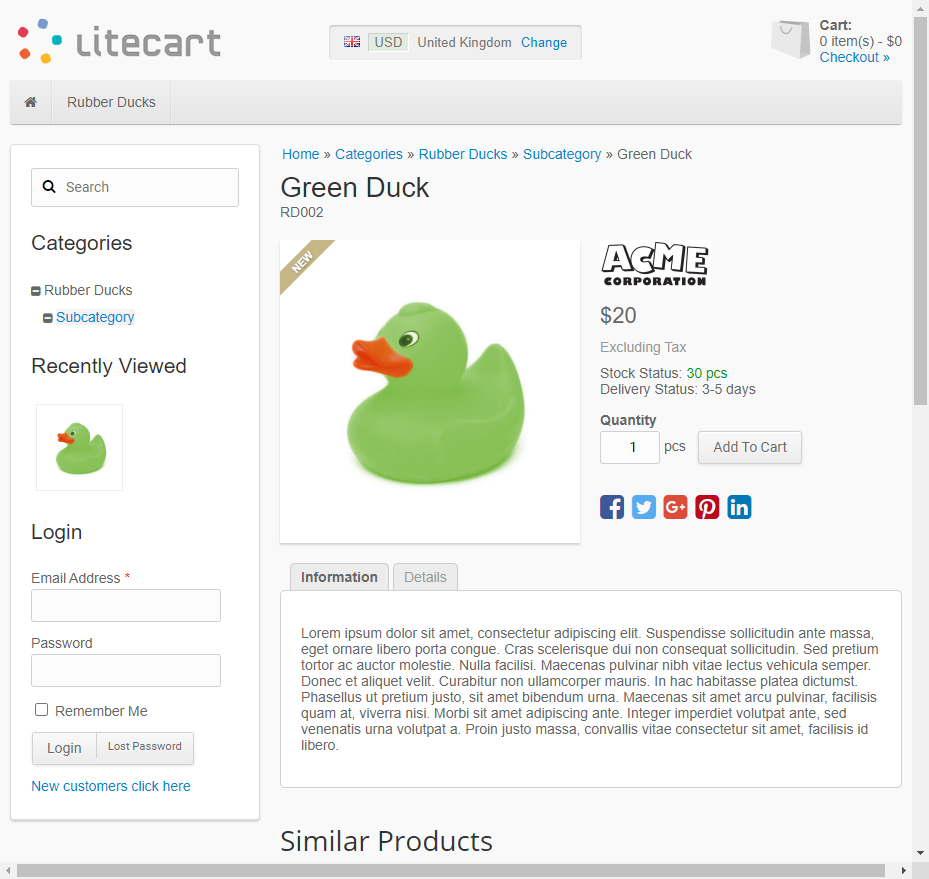 litecart
USD United Kingdom Change
Cart:
0 item(s) - $0
Checkout »
Rubber Ducks
Search
Categories
Rubber Ducks
Subcategory
Recently Viewed
Login
Email Address *
Password
Remember Me
Login Lost Password
New customers click here
Home » Categories » Rubber Ducks » Subcategory » Green Duck
Green Duck
RD002
NEW
ACME
CORPORATION
$20
Excluding Tax
Stock Status: 30 pcs
Delivery Status: 3-5 days
Quantity
1 pcs Add To Cart
f G+ P in
Information Details
Lorem ipsum dolor sit amet, consectetur adipiscing elit. Suspendisse sollicitudin ante massa,
eget ornare libero porta congue. Cras scelerisque dui non consequat sollicitudin. Sed pretium
tortor ac auctor molestie. Nulla facilisi. Maecenas pulvinar nibh vitae lectus vehicula semper.
Donec et aliquet velit. Curabitur non ullamcorper mauris. In hac habitasse platea dictumst.
Phasellus ut pretium justo, sit amet bibendum urna. Maecenas sit amet arcu pulvinar, facilisis
quam at, viverra nisi. Morbi sit amet adipiscing ante. Integer imperdiet volutpat ante, sed
venenatis urna volutpat a. Proin justo massa, convallis vitae consectetur sit amet, facilisis id
libero.
Similar Products